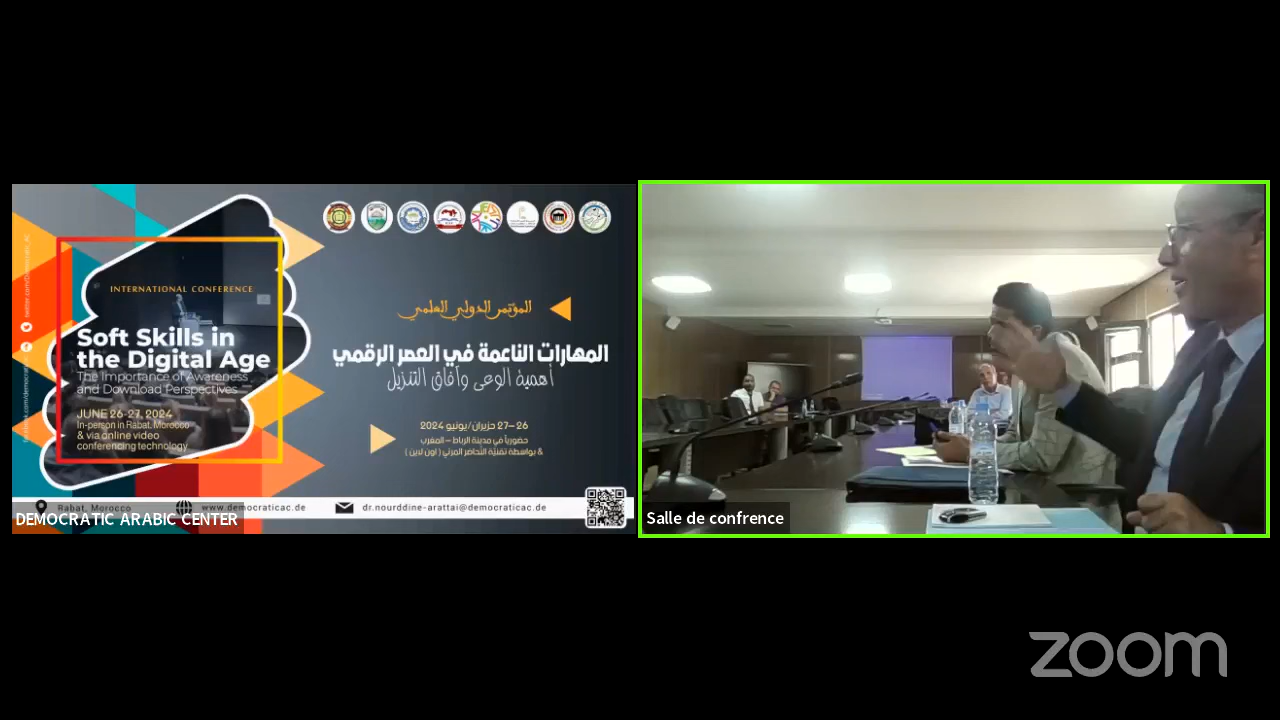 INTERNATIONAL CONFERENCE
Soft Skills in
the Digital Age
The Importance of Awareness
and Download Perspectives
JUNE 26-27, 2024
In-person in Rabat, Morocco
& via online video
conferencing technology
المؤتمر الدولي العلمي
المهارات الناعمة في العصر الرقمي
أهمية الوعي وآفاق التنزيل
26–27 حزيران/يونيو 2024
حضورياً في مدينة الرباط – المغرب
& بواسطة تقنية التحاضر المرئي ( اون لاين )
Rabat, Morocco
www.democraticac.de
dr.nourddine-arattai@democraticac.de
DEMOCRATIC ARABIC CENTER
Salle de confrence
zoom